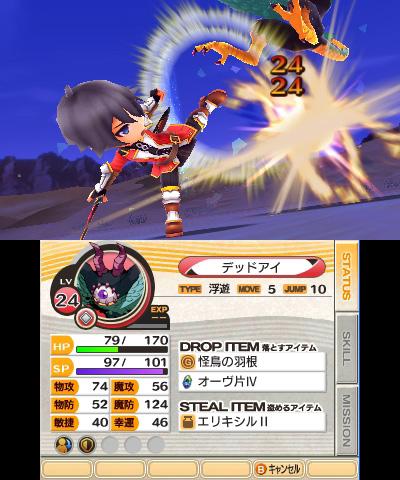 24
24
デッドアイ
LV
24
TYPE 浮遊 MOVE 5 JUMP 10
EXP
--
HP 79/ 170
SP 97/ 101
物攻 74 魔攻 56
物防 52 魔防 124
敏捷 40 幸運 46
DROP ITEM 落とすアイテム
G 怪鳥の羽根
オーヴ片Ⅳ
STEAL ITEM 盗めるアイテム
エリキシルⅡ
STATUS
SKILL
MISSION
B キャンセル